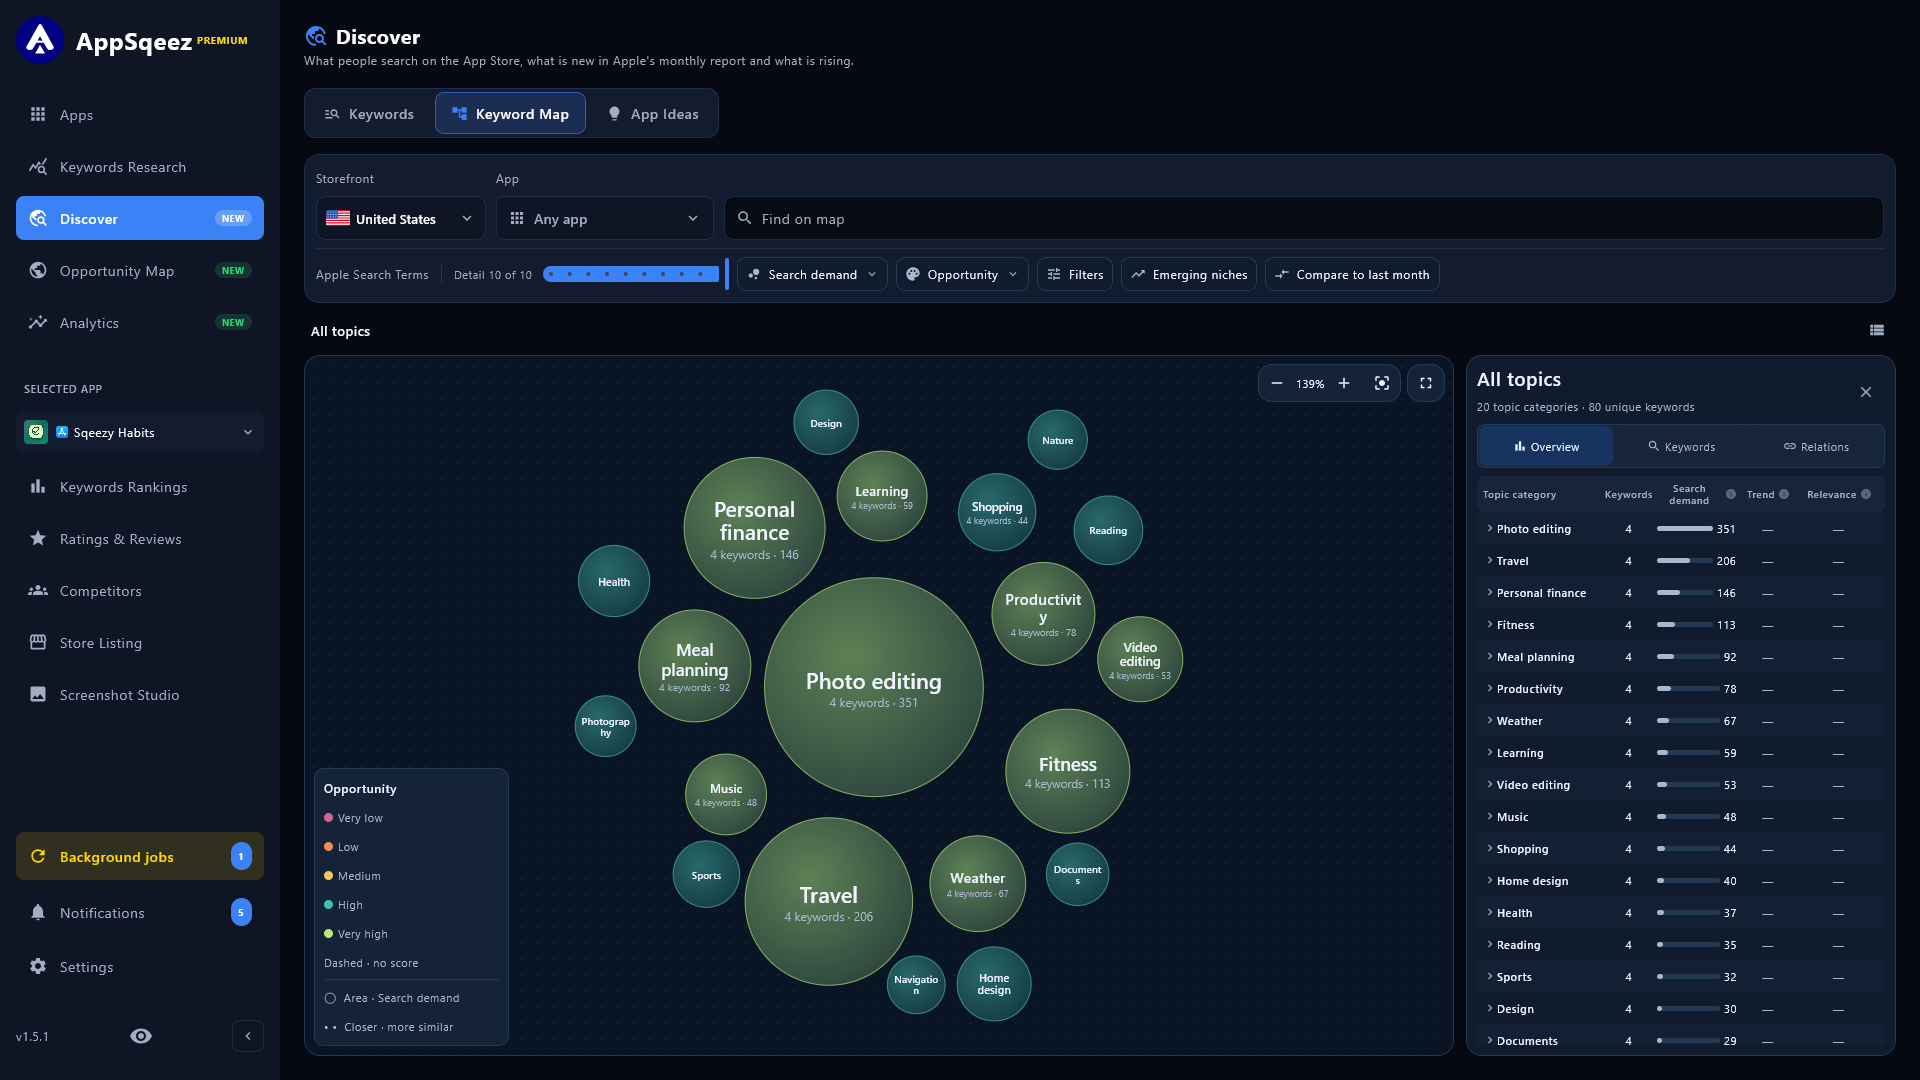 AppSqeez PREMIUM
Apps
Keywords Research
Discover NEW
Opportunity Map NEW
Analytics NEW
SELECTED APP
Sqeezy Habits
Keywords Rankings
Ratings & Reviews
Competitors
Store Listing
Screenshot Studio
Background jobs 1
Notifications 5
Settings
v1.5.1
Discover
What people search on the App Store, what is new in Apple's monthly report and what is rising.
Keywords
Keyword Map
App Ideas
Storefront
App
United States
Any app
Find on map
Apple Search Terms
Detail 10 of 10
Search demand
Opportunity
Filters
Emerging niches
Compare to last month
All topics
139%
Design
Nature
Learning
4 keywords · 59
Personal
finance
4 keywords · 146
Shopping
4 keywords · 44
Reading
Health
Productivit
y
4 keywords · 78
Meal
planning
4 keywords · 92
Video
editing
4 keywords · 53
Photo editing
4 keywords · 351
Photography
hy
Fitness
4 keywords · 113
Music
4 keywords · 48
Sports
Travel
4 keywords · 206
Weather
4 keywords · 67
Document
s
Navigatio
n
Home
design
Opportunity
Very low
Low
Medium
High
Very high
Dashed · no score
Area · Search demand
Closer · more similar
All topics
20 topic categories · 80 unique keywords
Overview
Keywords
Relations
Topic category Keywords Search demand Trend Relevance
Photo editing 4 351 — —
Travel 4 206 — —
Personal finance 4 146 — —
Fitness 4 113 — —
Meal planning 4 92 — —
Productivity 4 78 — —
Weather 4 67 — —
Learning 4 59 — —
Video editing 4 53 — —
Music 4 48 — —
Shopping 4 44 — —
Home design 4 40 — —
Health 4 37 — —
Reading 4 35 — —
Sports 4 32 — —
Design 4 30 — —
Documents 4 29 — —